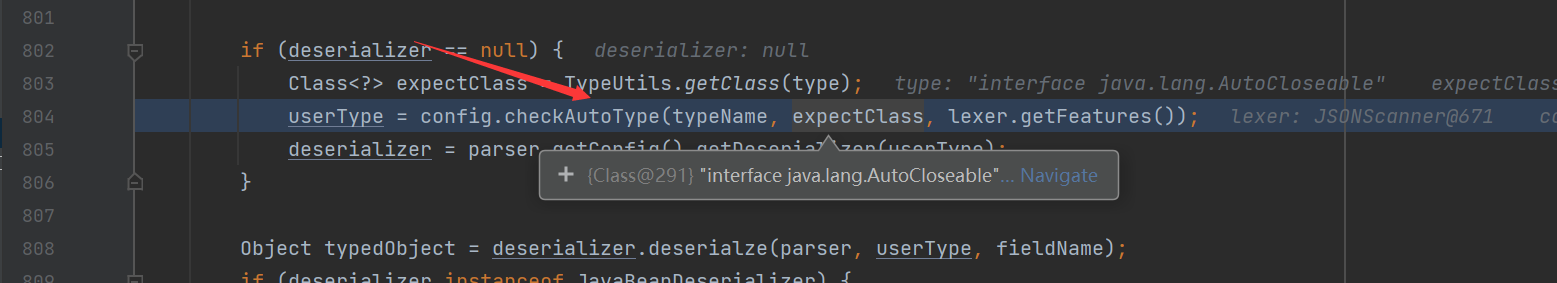 801
802 if (deserializer == null) { deserializer: null
803 Class<?> expectClass = TypeUtils.getClass(type); type: "interface java.lang.AutoCloseable" expectClass
804 userType = config.checkAutoType(typeName, expectClass, lexer.getFeatures()); lexer: JSONScanner@671 co
805 deserializer = parser.getConfig().getDeserializer(userType);
+ {Class@291} "interface java.lang.AutoCloseable"... Navigate
806 }
807
808 Object typedObject = deserializer.deserialze(parser, userType, fieldName);
809 if (deserializer instanceof JavaBeanDeserializer) {